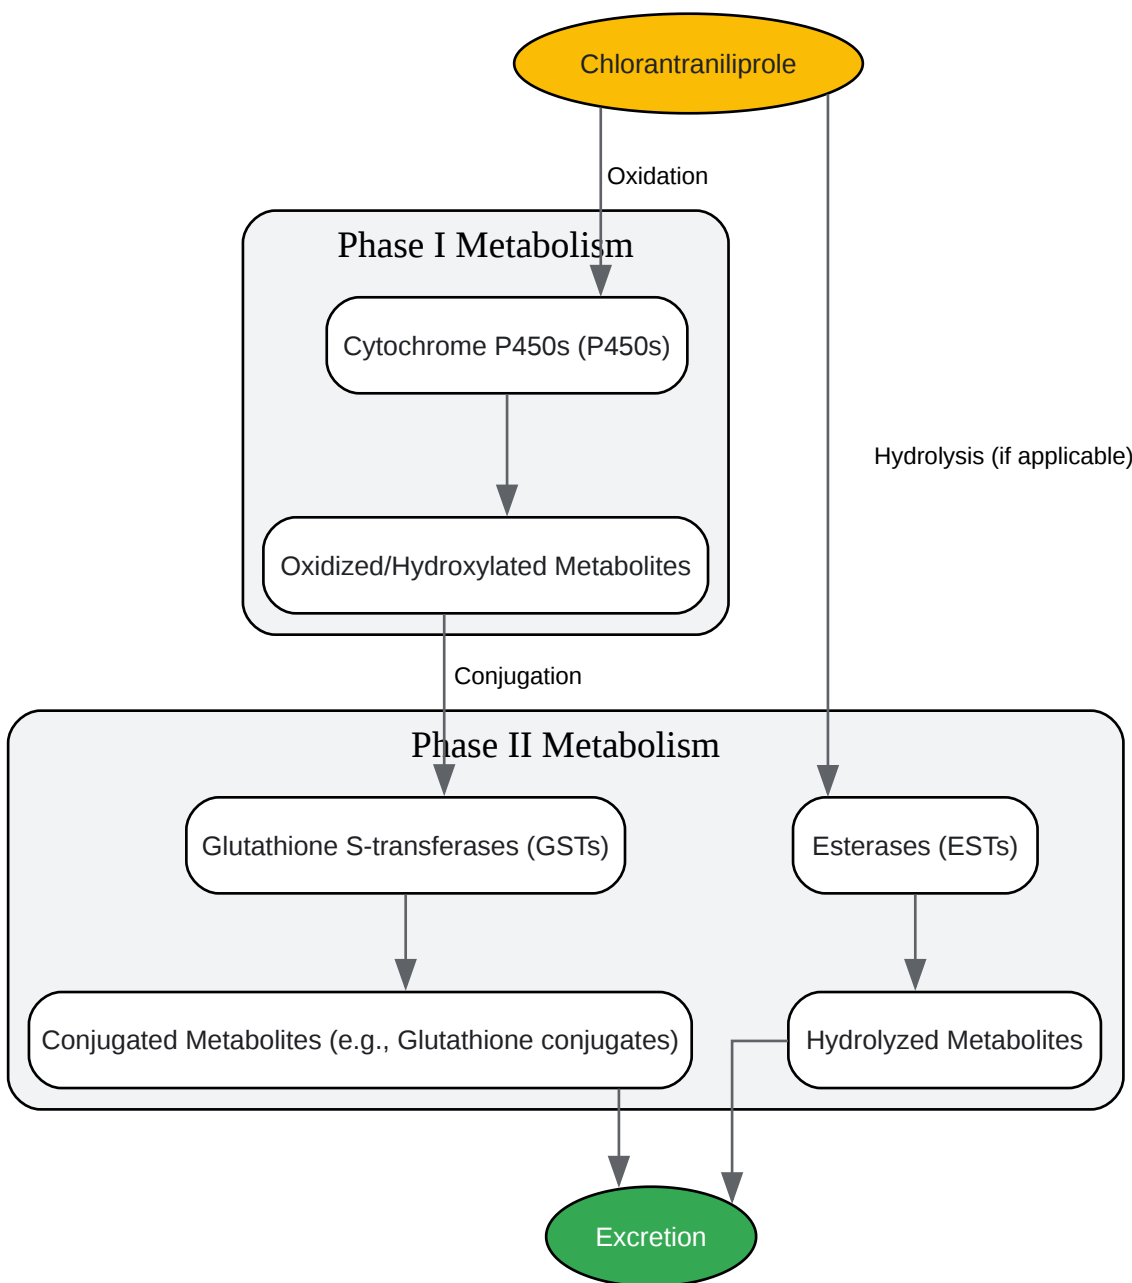 Chlorantraniliprole
Oxidation
Phase I Metabolism
Cytochrome P450s (P450s)
Hydrolysis (if applicable)
Oxidized/Hydroxylated Metabolites
Conjugation
Phase II Metabolism
Glutathione S-transferases (GSTs)
Esterases (ESTs)
Conjugated Metabolites (e.g., Glutathione conjugates)
Hydrolyzed Metabolites
Excretion